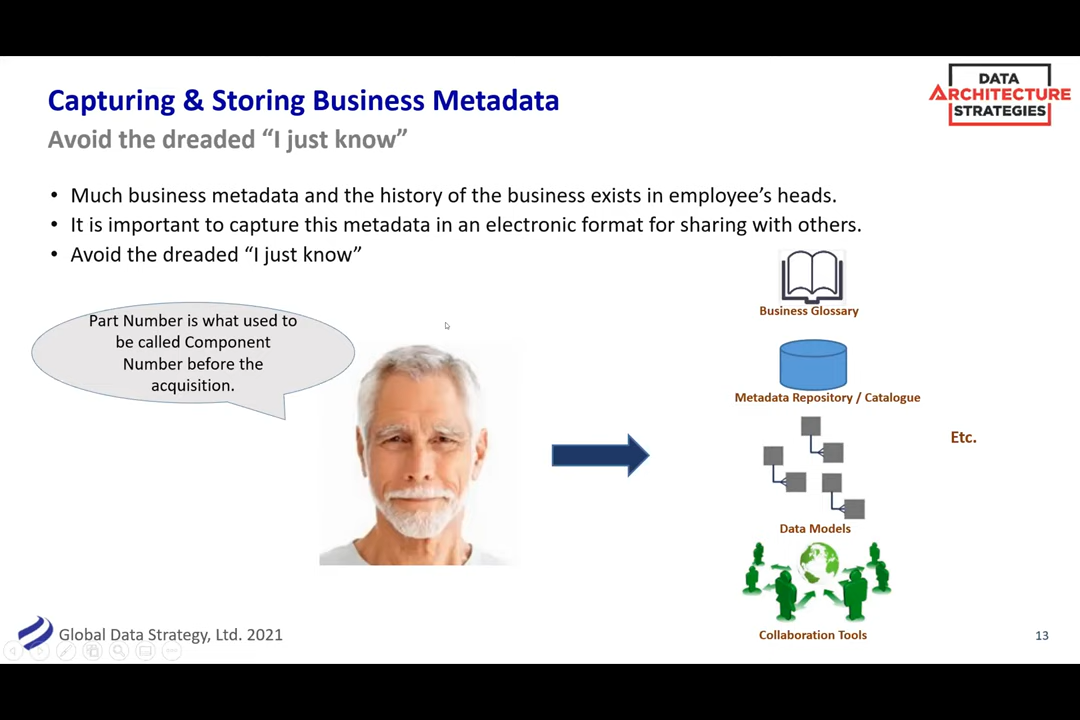 Capturing & Storing Business Metadata
Avoid the dreaded “I just know”
DATA
ARCHITECTURE
STRATEGIES
• Much business metadata and the history of the business exists in employee’s heads.
• It is important to capture this metadata in an electronic format for sharing with others.
• Avoid the dreaded “I just know”
Part Number is what used to
be called Component
Number before the
acquisition.
Business Glossary
Metadata Repository / Catalogue
Etc.
Data Models
Collaboration Tools
Global Data Strategy, Ltd. 2021
13